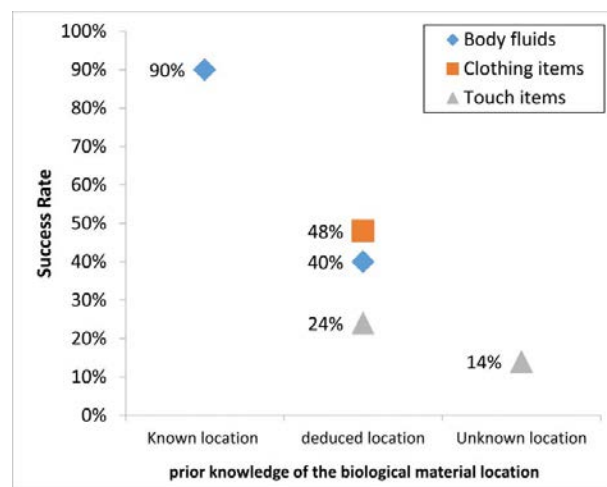 100%
90%
80%
70%
60%
50%
40%
30%
20%
10%
0%
Success Rate
90%
48%
40%
24%
14%
Body fluids
Clothing items
Touch items
Known location
deduced location
Unknown location
prior knowledge of the biological material location